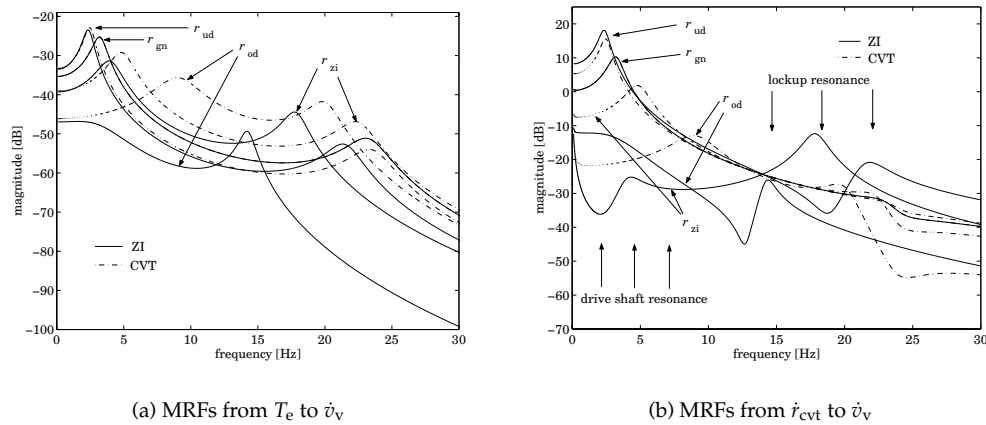 −20
−30
−40
−50
−60
−70
−80
−90
−100
magnitude [dB]
0 5 10 15 20 25 30
frequency [Hz]
r ud
r gn
r od
r zi
ZI
CVT
(a) MRFs from Te to v̇v
25
20
10
0
−10
−20
−30
−40
−50
−60
−70
magnitude [dB]
0 5 10 15 20 25 30
frequency [Hz]
r ud
r gn
r od
r zi
ZI
CVT
lockup resonance
drive shaft resonance
(b) MRFs from ṙcvt to v̇v